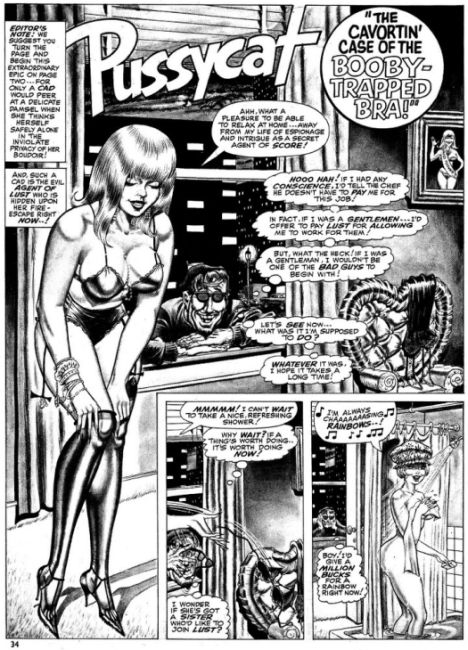 EDITOR'S
NOTE! WE
SUGGEST YOU
TURN THE
PAGE AND
BEGIN THIS
EXTRAORDINARY
EPIC ON PAGE
TWO---FOR
ONLY A CAD
WOULD PEER
AT A DELICATE
DAMSEL WHEN
SHE THINKS
HERSELF
SAFELY ALONE
IN THE
INVIOLATE
PRIVACY OF HER
BOUDOIR!
AND, SUCH A
CAD IS THE EVIL
AGENT OF
LUST WHO IS
HIDDEN UPON
HER FIRE-
ESCAPE RIGHT
NOW--!
Pussycat
"THE
CAVORTIN'
CASE OF THE
BOOBY-
TRAPPED
BRA!"
AHH. WHAT A
PLEASURE TO BE ABLE
TO RELAX AT HOME---AWAY
FROM MY LIFE OF ESPIONAGE
AND INTRIGUE AS A SECRET
AGENT OF SCORE!
HOOO HAH! IF I HAD ANY
CONSCIENCE, I'D TELL THE CHIEF
HE DOESN'T HAVE TO PAY ME FOR
THIS JOB!
IN FACT, IF I WAS A GENTLEMEN---I'D
OFFER TO PAY LUST FOR ALLOWING
ME TO WORK FOR THEM!
BUT, WHAT THE HECK! IF I WAS
A GENTLEMAN, I WOULDN'T BE
ONE OF THE BAD GUYS TO
BEGIN WITH!
LET'S SEE NOW---
WHAT WAS IT I'M SUPPOSED
TO DO?
WHATEVER IT WAS,
I HOPE IT TAKES A
LONG TIME!
MMMMM! I CAN'T WAIT
TO TAKE A NICE, REFRESHING
SHOWER!
WHY WAIT? IF A
THING'S WORTH DOING..
IT'S WORTH DOING
NOW!
I WONDER
IF SHE'S GOT
A SISTER
WHO'D LIKE TO
JOIN LUST?
I'M ALWAYS
CHAAAAAASING
RAINBOWS--!
BOY! I'D
GIVE A
MILLION
BUCKS
FOR A
RAINBOW
RIGHT NOW!
34